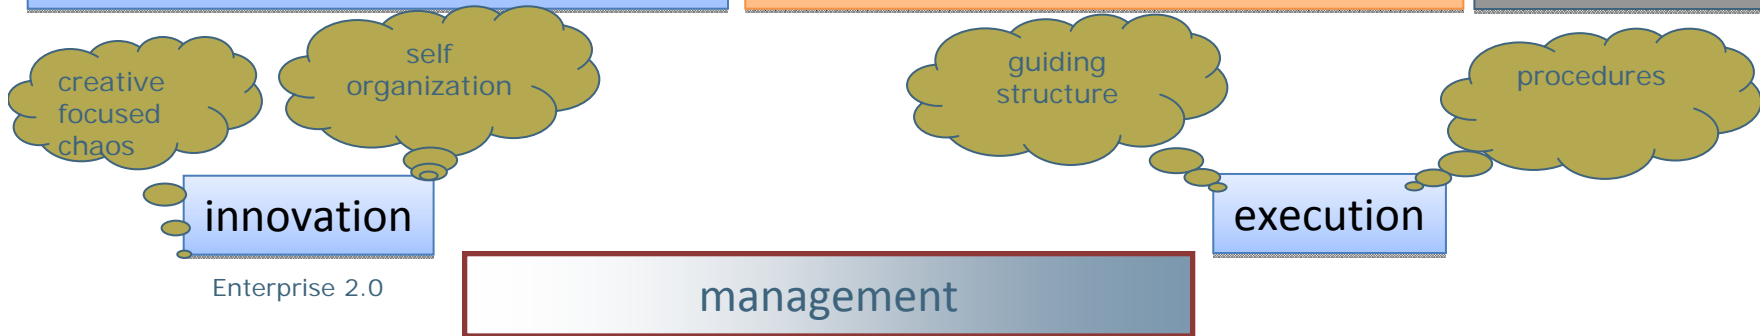 creative
focused
chaos
self
organization
guiding
structure
procedures
innovation
execution
Enterprise 2.0
management